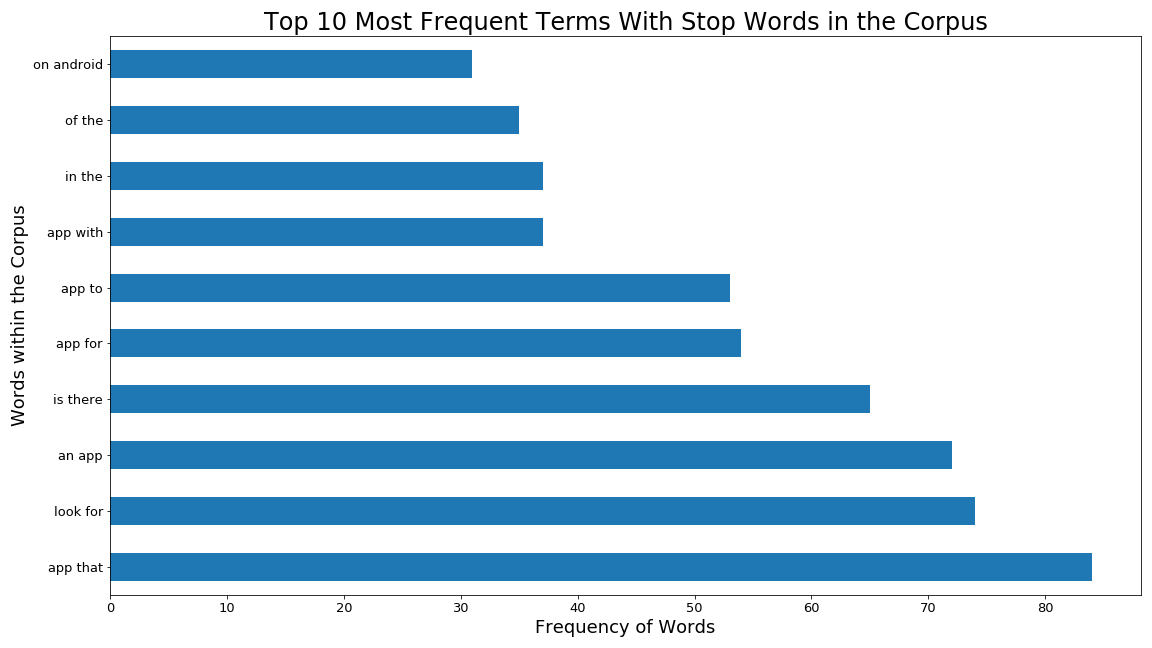 Top 10 Most Frequent Terms With Stop Words in the Corpus
on android
of the
in the
app with
app to
app for
is there
an app
look for
app that
Words within the Corpus
0 10 20 30 40 50 60 70 80
Frequency of Words